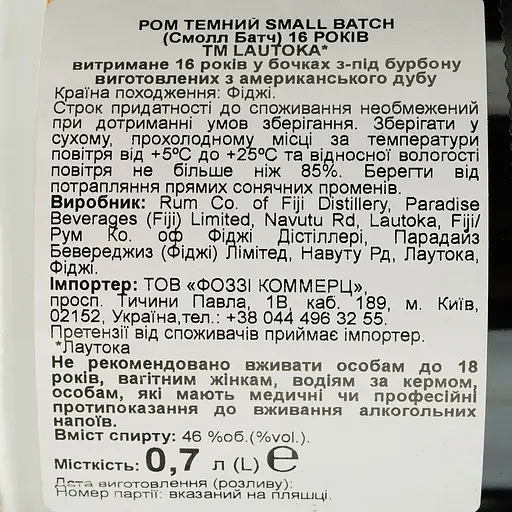 РОМ ТЕМНИЙ SMALL BATCH
(Смолл Батч) 16 РОКІВ
ТМ LAUTOKA*
витримане 16 років у бочках з-під бурбону
виготовлених з американського дубу
Країна походження: Фіджі.
Строк придатності до споживання необмежений
при дотриманні умов зберігання. Зберігати у
сухому, прохолодному місці за температури
повітря від +5ºС до +25ºС та відносної вологості
повітря не більше ніж 85%. Берегти від
потрапляння прямих сонячних променів.
Виробник: Rum Co. of Fiji Distillery, Paradise
Beverages (Fiji) Limited, Navutu Rd, Lautoka, Fiji/
Рум Ко. оф Фіджі Дістіллері, Парадайз
Бевереджиз (Фіджі) Лімітед, Навуту Рд, Лаутока,
Фіджі.
Імпортер: ТОВ «ФОЗЗІ КОММЕРЦ»,
просп. Тичини Павла, 1В, каб. 189, м. Київ,
02152, Україна,тел.: +38 044 496 32 55.
Претензії від споживачів приймає імпортер.
*Лаутока
Не рекомендовано вживати особам до 18
років, вагітним жінкам, водіям за кермом,
особам, які мають медичні чи професійні
протипоказання до вживання алкогольних
напоїв.
Вміст спирту: 46 %об.(%vol.).
Місткість: 0,7 л (L) ℮
Дата виготовлення (розливу):
Номер партії: вказаний на пляшці.